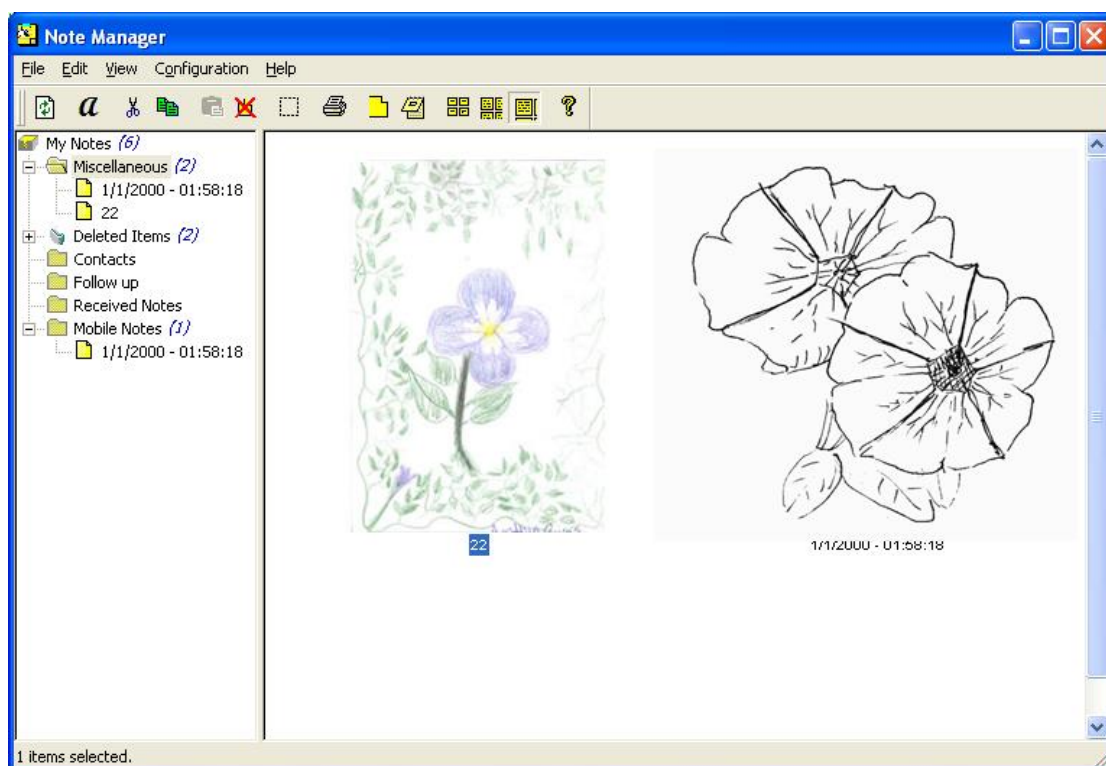 Note Manager
File Edit View Configuration Help
My Notes (6)
Miscellaneous (2)
1/1/2000 - 01:58:18
22
Deleted Items (2)
Contacts
Follow up
Received Notes
Mobile Notes (1)
1/1/2000 - 01:58:18
22
1/1/2000 - 01:58:18
1 items selected.